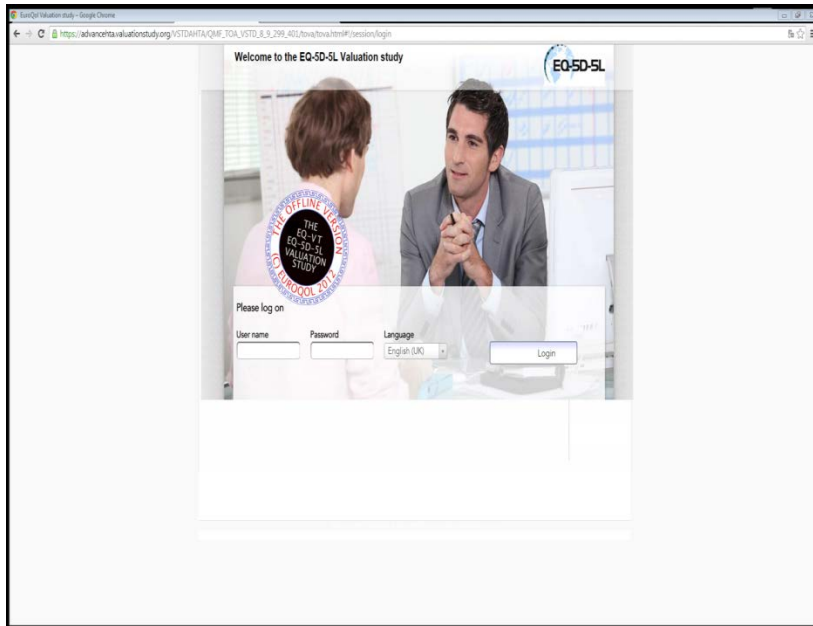 EuroQol Valuation study – Google Chrome
https://advancehta.valuationstudy.org/VSTDAHTA/QMF_TOA_VSTD_8_9_299_401/tova/tova.html#!/session/login
Welcome to the EQ-5D-5L Valuation study
EQ-5D-5L
THE OFFLINE VERSION
THE
EQ-VT
EQ-5D-5L
VALUATION
STUDY
(C) EUROQOL 2012
Please log on
User name Password Language
English (UK) Login